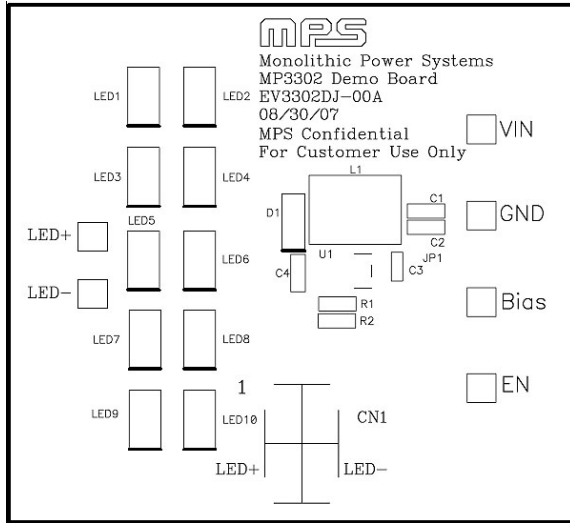 MPS
Monolithic Power Systems
MP3302 Demo Board
EV3302DJ-00A
08/30/07
MPS Confidential
For Customer Use Only
LED1
LED2
VIN
LED3
LED4
L1
D1
C1
GND
LED5
LED+
C2
LED6
U1
JP1
C4
C3
LED-
R1
Bias
R2
LED7
LED8
1
EN
LED9
LED10
CN1
LED+
LED-